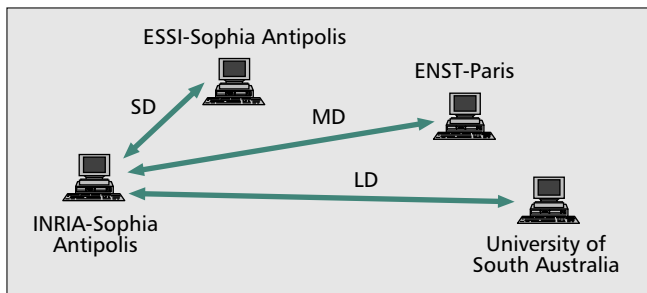 ESSI-Sophia Antipolis
ENST-Paris
SD
MD
LD
INRIA-Sophia
Antipolis
University of
South Australia